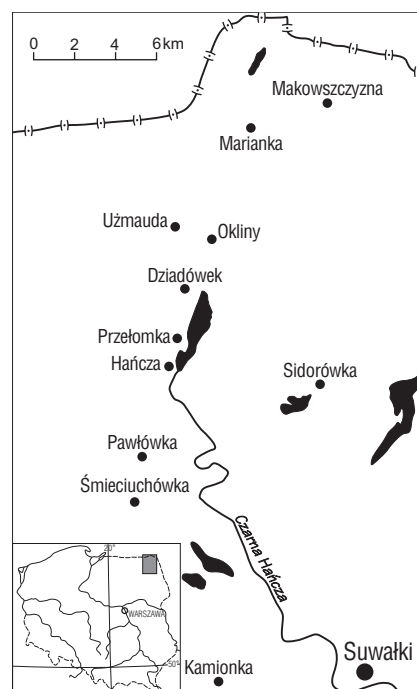 0 2 4 6 km
Makowszczyzna
Marianka
Użmauda
Okliny
Dziadówek
Przełomka
Hańcza
Sidorówka
Pawłówka
Śmieciuchówka
Czarna Hańcza
20°
WARSZAWA
50°
Kamionka
Suwałki